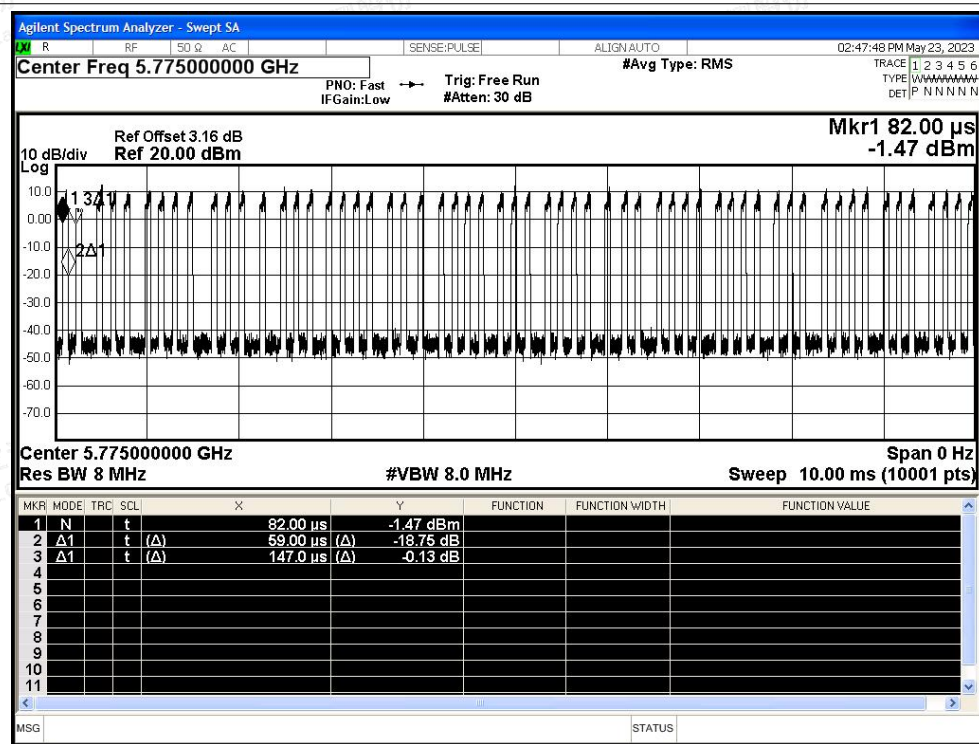 Agilent Spectrum Analyzer - Swept SA
LXI R RF 50 Ω AC SENSE:PULSE ALIGN AUTO 02:47:48 PM May 23, 2023
Center Freq 5.775000000 GHz #Avg Type: RMS TRACE 1 2 3 4 5 6
PNO: Fast Trig: Free Run TYPE WWWWWW
IFGain:Low #Atten: 30 dB DET P N N N N N
Ref Offset 3.16 dB Mkr1 82.00 µs
10 dB/div Ref 20.00 dBm -1.47 dBm
Log
10.0
1 3Δ1
0.00
2Δ1
-10.0
-20.0
-30.0
-40.0
-50.0
-60.0
-70.0
Center 5.775000000 GHz Span 0 Hz
Res BW 8 MHz #VBW 8.0 MHz Sweep 10.00 ms (10001 pts)
MKR MODE TRC SCL X Y FUNCTION FUNCTION WIDTH FUNCTION VALUE
1 N t 82.00 µs -1.47 dBm
2 Δ1 t (Δ) 59.00 µs (Δ) -18.75 dB
3 Δ1 t (Δ) 147.0 µs (Δ) -0.13 dB
4
5
6
7
8
9
10
11
MSG STATUS